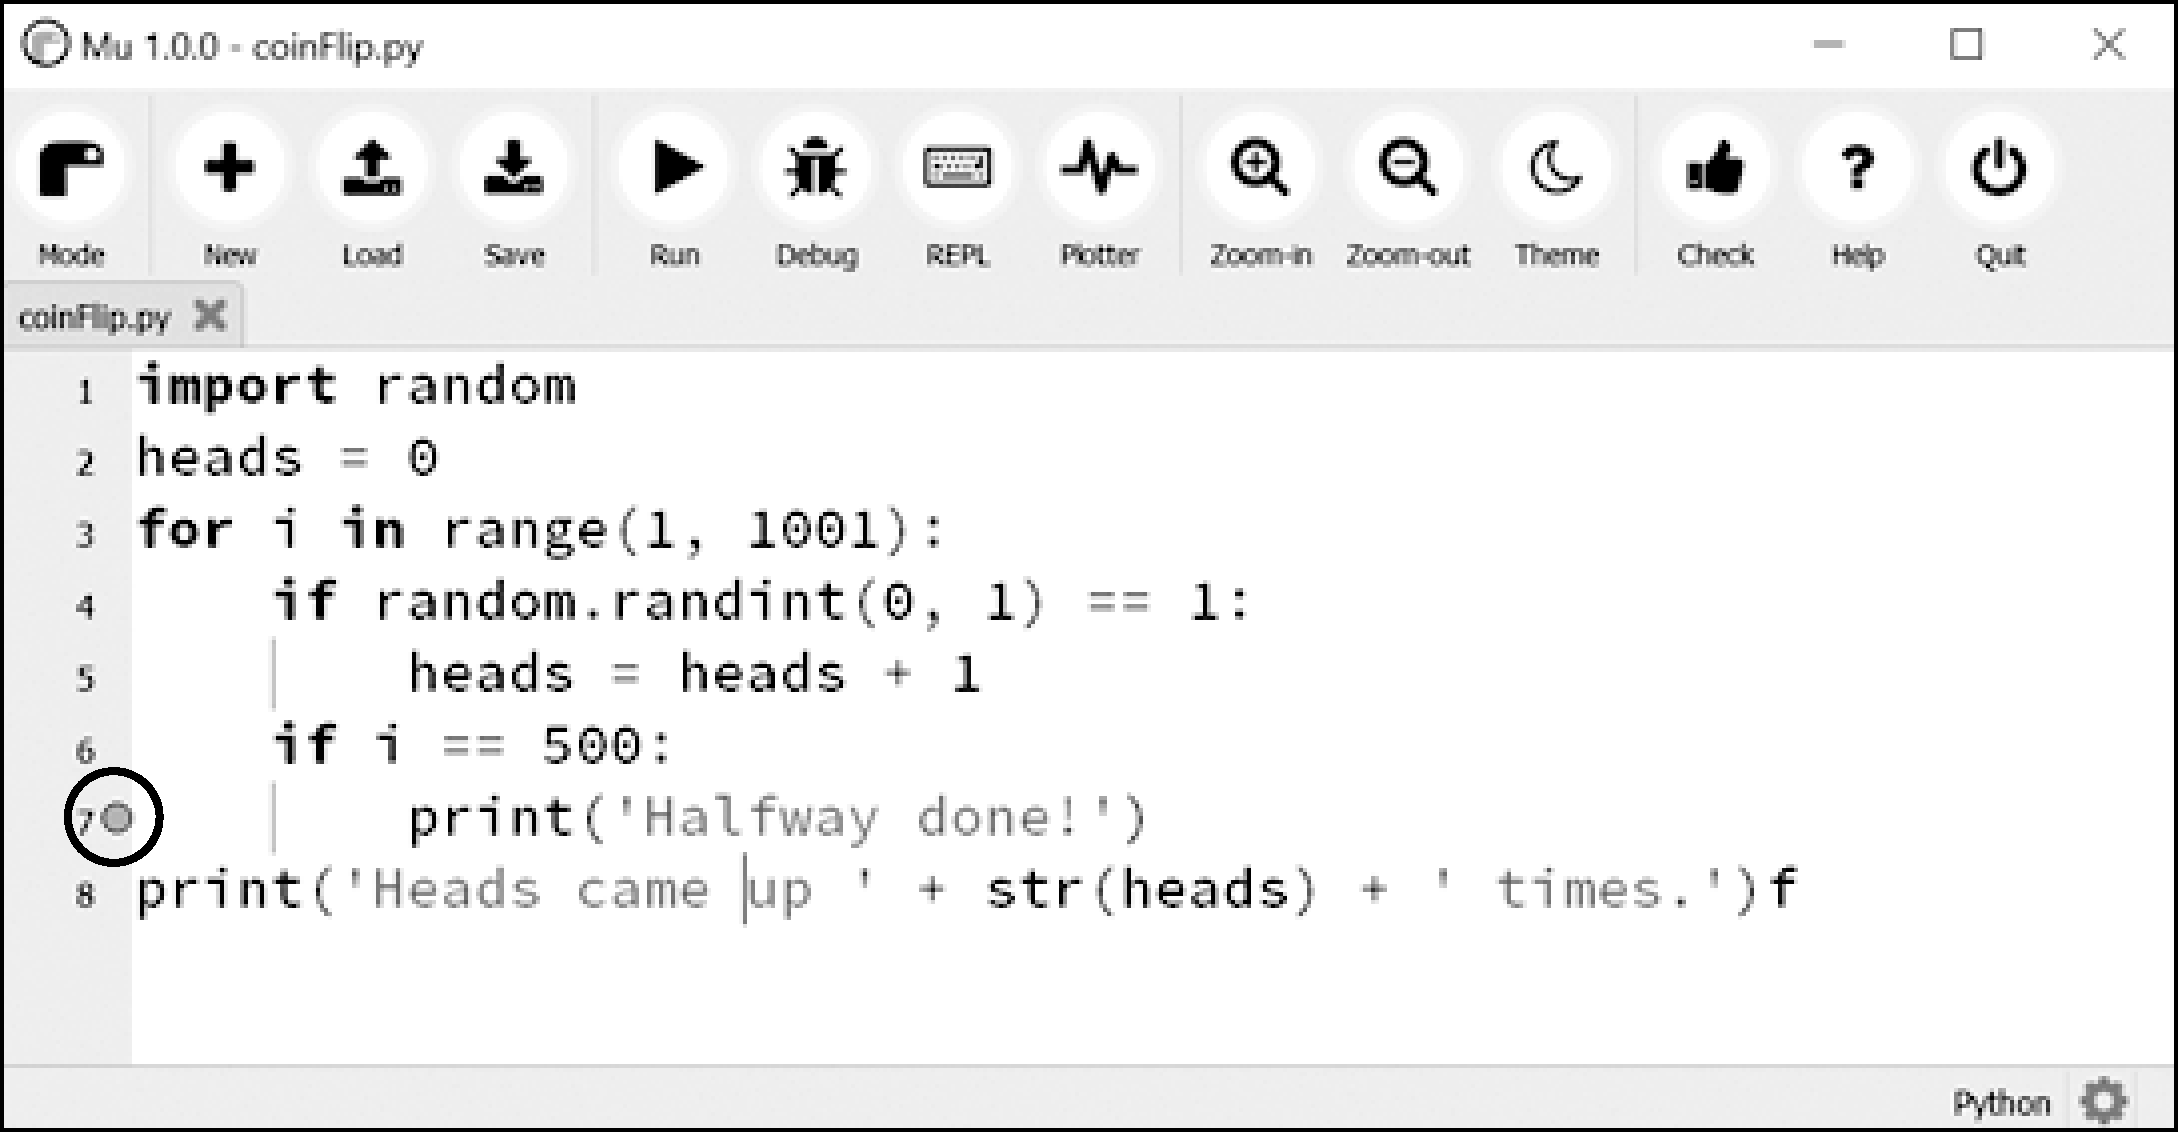 Mu 1.0.0 - coinFlip.py
Mode New Load Save Run Debug REPL Plotter Zoom-in Zoom-out Theme Check Help Quit
coinFlip.py
1 import random
2 heads = 0
3 for i in range(1, 1001):
4     if random.randint(0, 1) == 1:
5         heads = heads + 1
6     if i == 500:
7         print('Halfway done!')
8 print('Heads came up ' + str(heads) + ' times.')f
Python